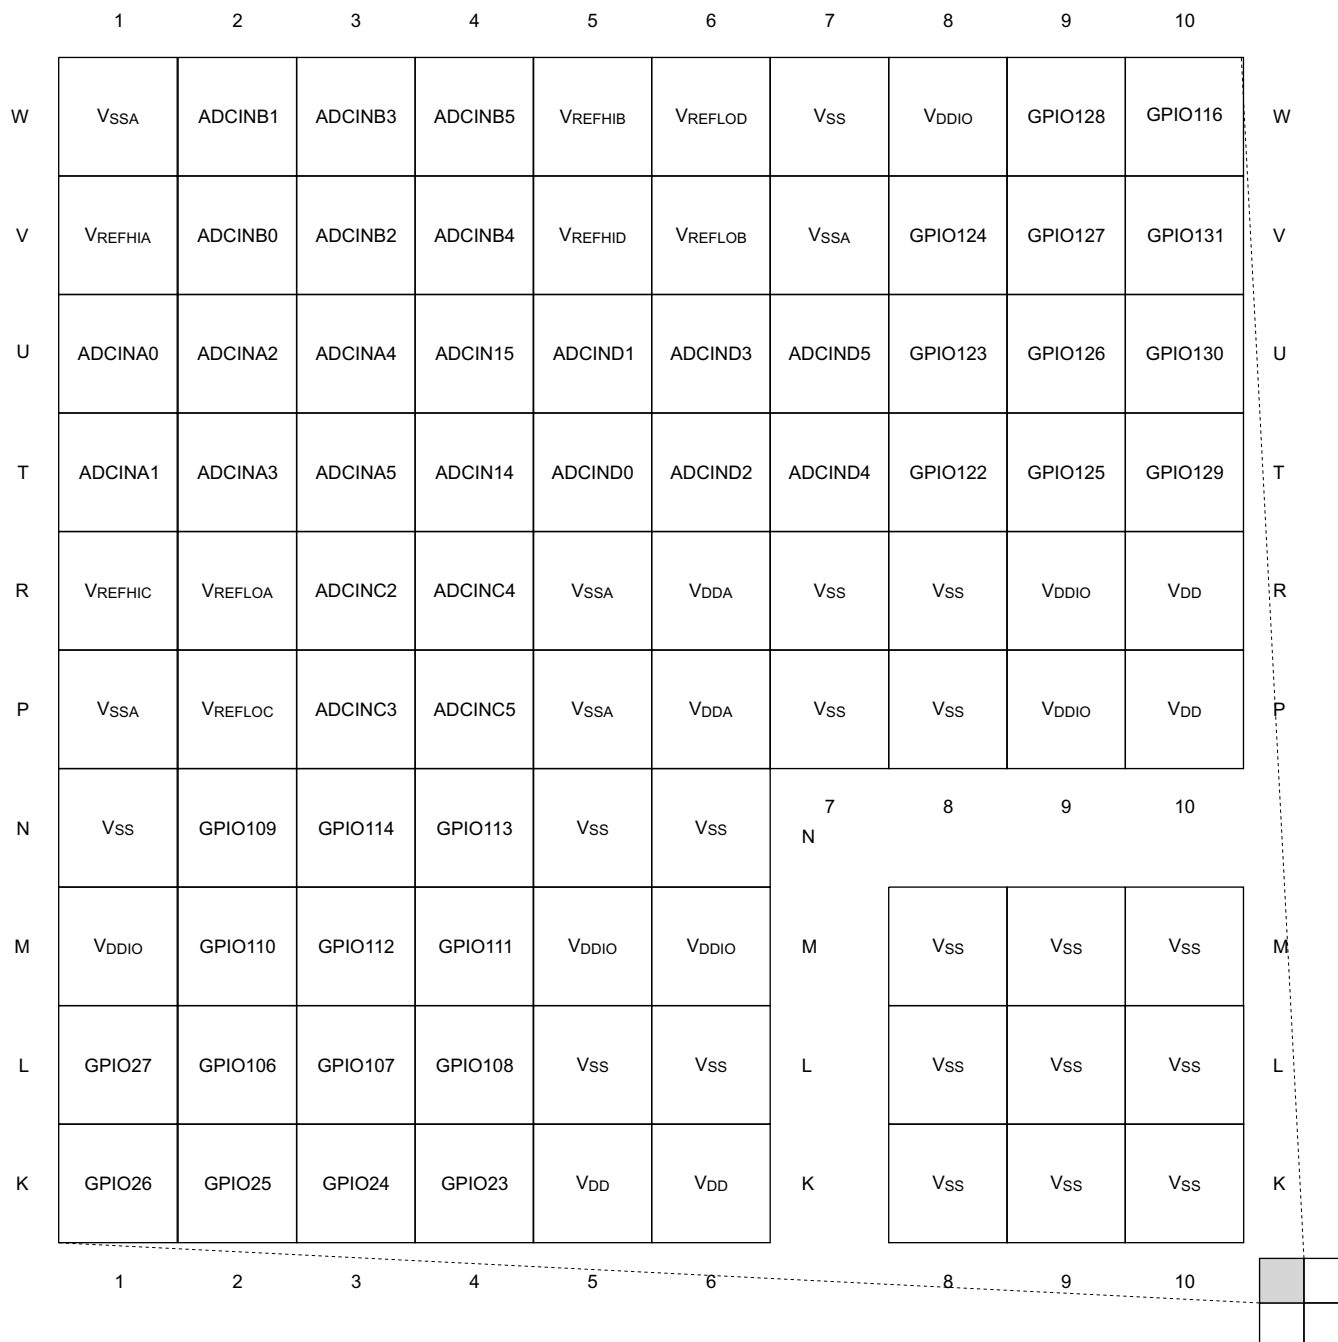 1 2 3 4 5 6 7 8 9 10
W VSSA ADCINB1 ADCINB3 ADCINB5 VREFHIB VREFLOD VSS VDDIO GPIO128 GPIO116 W
V VREFHIA ADCINB0 ADCINB2 ADCINB4 VREFHID VREFLOB VSSA GPIO124 GPIO127 GPIO131 V
U ADCINA0 ADCINA2 ADCINA4 ADCIN15 ADCIND1 ADCIND3 ADCIND5 GPIO123 GPIO126 GPIO130 U
T ADCINA1 ADCINA3 ADCINA5 ADCIN14 ADCIND0 ADCIND2 ADCIND4 GPIO122 GPIO125 GPIO129 T
R VREFHIC VREFLOA ADCINC2 ADCINC4 VSSA VDDA VSS VSS VDDIO VDD R
P VSSA VREFLOC ADCINC3 ADCINC5 VSSA VDDA VSS VSS VDDIO VDD P
7 8 9 10
N VSS GPIO109 GPIO114 GPIO113 VSS VSS N
M VDDIO GPIO110 GPIO112 GPIO111 VDDIO VDDIO M VSS VSS VSS M
L GPIO27 GPIO106 GPIO107 GPIO108 VSS VSS L VSS VSS VSS L
K GPIO26 GPIO25 GPIO24 GPIO23 VDD VDD K VSS VSS VSS K
1 2 3 4 5 6 8 9 10